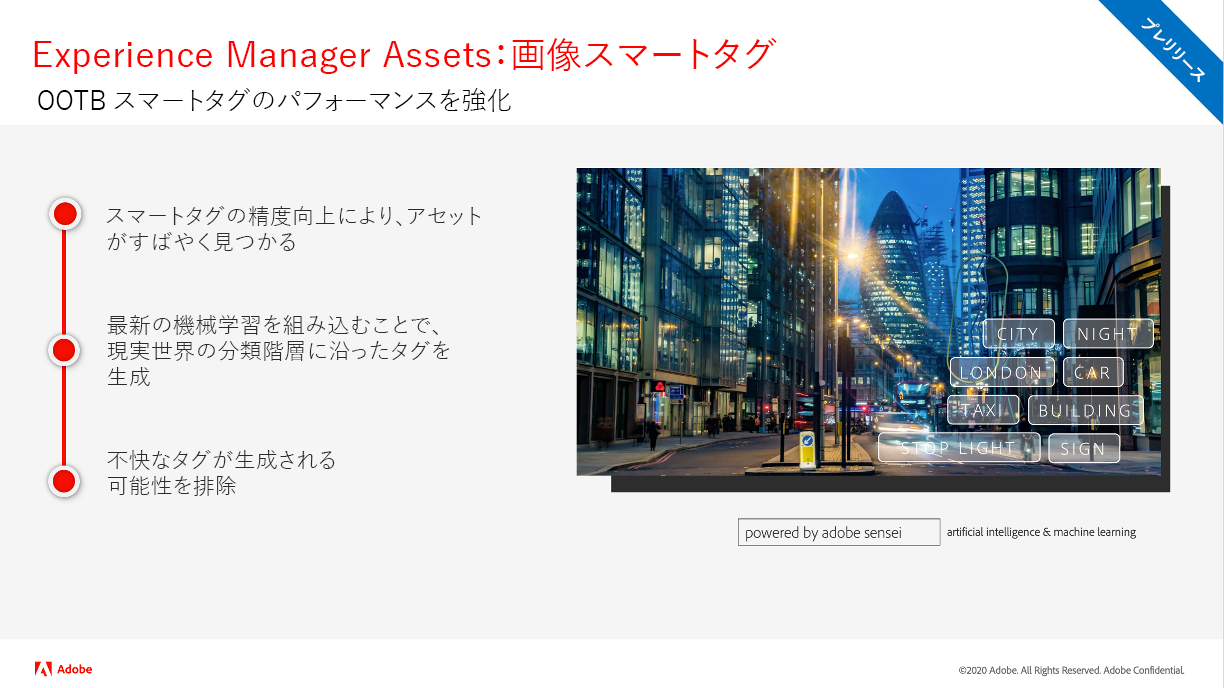 Experience Manager Assets：画像スマートタグ
OOTB スマートタグのパフォーマンスを強化
プレリリース
スマートタグの精度向上により、アセット
がすばやく見つかる
最新の機械学習を組み込むことで、
現実世界の分類階層に沿ったタグを
生成
不快なタグが生成される
可能性を排除
CITY NIGHT
LONDON CAR
TAXI BUILDING
STOP LIGHT SIGN
powered by adobe sensei artificial intelligence & machine learning
Adobe
©2020 Adobe. All Rights Reserved. Adobe Confidential.